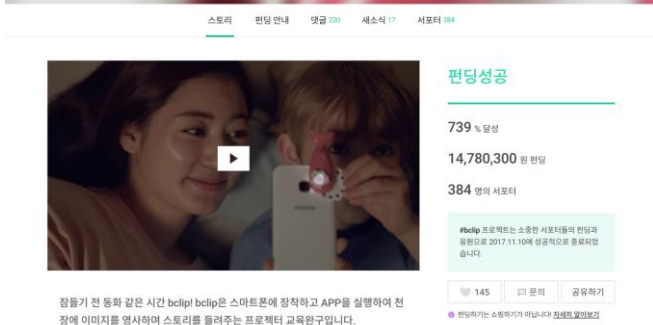 스토리 펀딩 안내 댓글 220 새소식 17 서포터 384
펀딩성공
739 % 달성
14,780,300 원 펀딩
384 명의 서포터
#bclip 프로젝트는 소중한 서포터들의 펀딩과
응원으로 2017.11.10에 성공적으로 종료되었
습니다.
145 문의 공유하기
펀딩하기는 쇼핑하기가 아닙니다! 자세히 알아보기
잠들기 전 동화 같은 시간 bclip! bclip은 스마트폰에 장착하고 APP을 실행하여 천
장에 이미지를 영사하며 스토리를 들려주는 프로젝터 교육완구입니다.